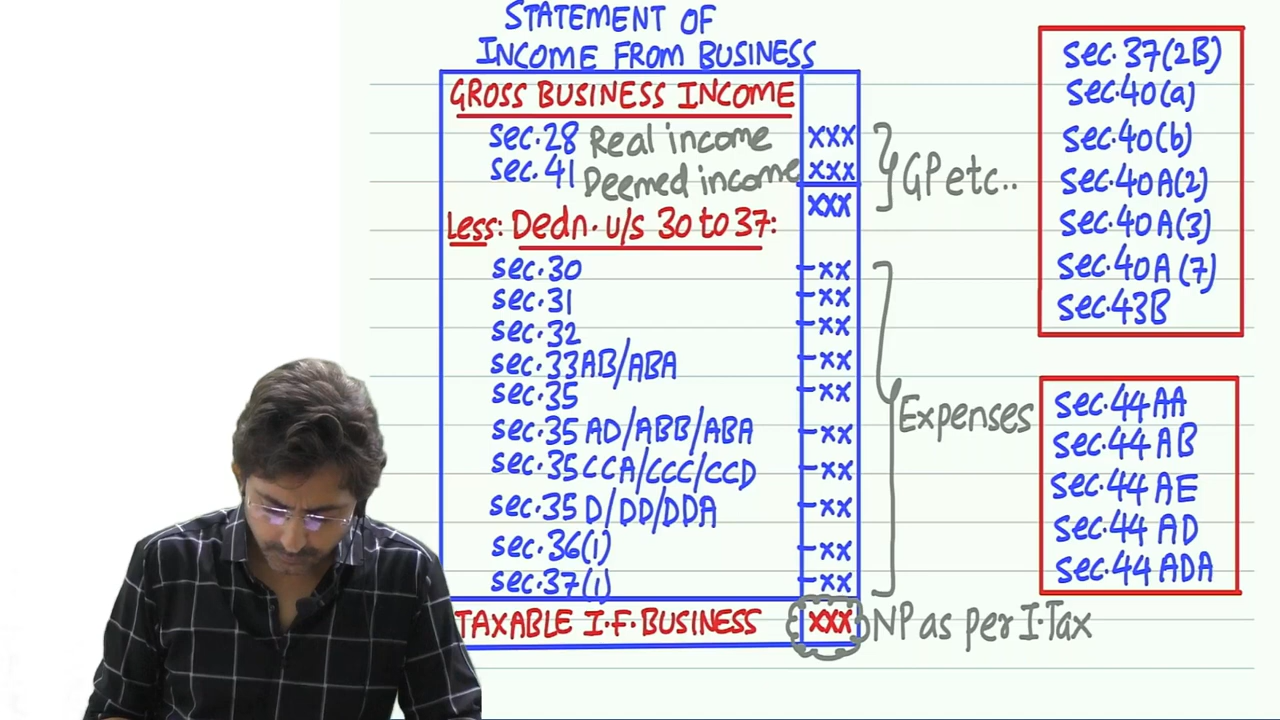 STATEMENT OF
INCOME FROM BUSINESS
GROSS BUSINESS INCOME
sec.28 Real income xxx
sec.41 Deemed income xxx
xxx
GP etc..
Less: Dedn. u/s 30 to 37:
sec.30 -xx
sec.31 -xx
sec.32 -xx
sec.33AB/ABA -xx
sec.35 -xx
sec.35 AD/ABB/ABA -xx
sec.35 CCA/CCC/CCD -xx
sec.35 D/DD/DDA -xx
sec.36(1) -xx
sec.37(1) -xx
Expenses
TAXABLE I.F. BUSINESS xxx NP as per I.Tax
sec.37(2B)
sec.40(a)
sec.40(b)
sec.40A(2)
sec.40A(3)
sec.40A(7)
sec.43B
sec.44AA
sec.44AB
sec.44AE
sec.44AD
sec.44ADA